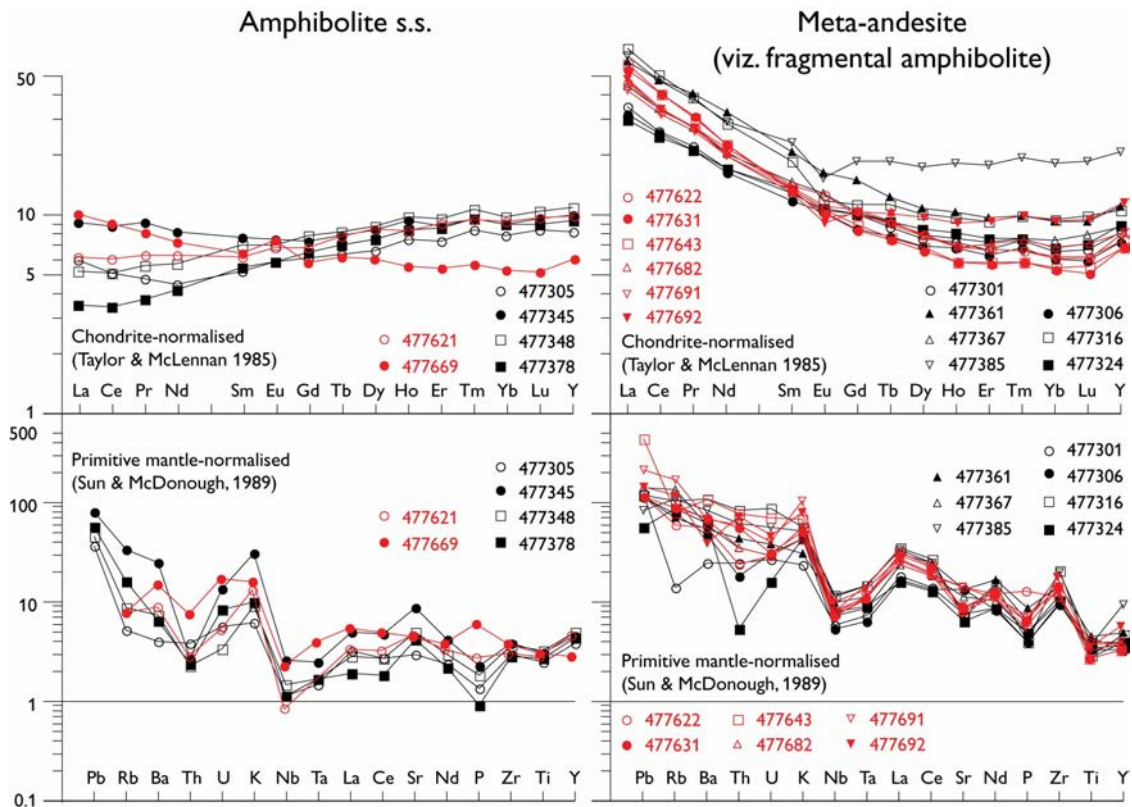 Amphibolite s.s.
Meta-andesite
(viz. fragmental amphibolite)
50
10
5
1
477305
477345
477348
477378
477621
477669
Chondrite-normalised
(Taylor & McLennan 1985)
La Ce Pr Nd Sm Eu Gd Tb Dy Ho Er Tm Yb Lu Y
477622
477631
477643
477682
477691
477692
477301
477361
477367
477385
477306
477316
477324
Chondrite-normalised
(Taylor & McLennan 1985)
La Ce Pr Nd Sm Eu Gd Tb Dy Ho Er Tm Yb Lu Y
500
100
10
1
0.1
Primitive mantle-normalised
(Sun & McDonough, 1989)
477305
477345
477348
477378
477621
477669
Pb Rb Ba Th U K Nb Ta La Ce Sr Nd P Zr Ti Y
477361
477367
477385
477301
477306
477316
477324
Primitive mantle-normalised
(Sun & McDonough, 1989)
477622 477643 477691
477631 477682 477692
Pb Rb Ba Th U K Nb Ta La Ce Sr Nd P Zr Ti Y